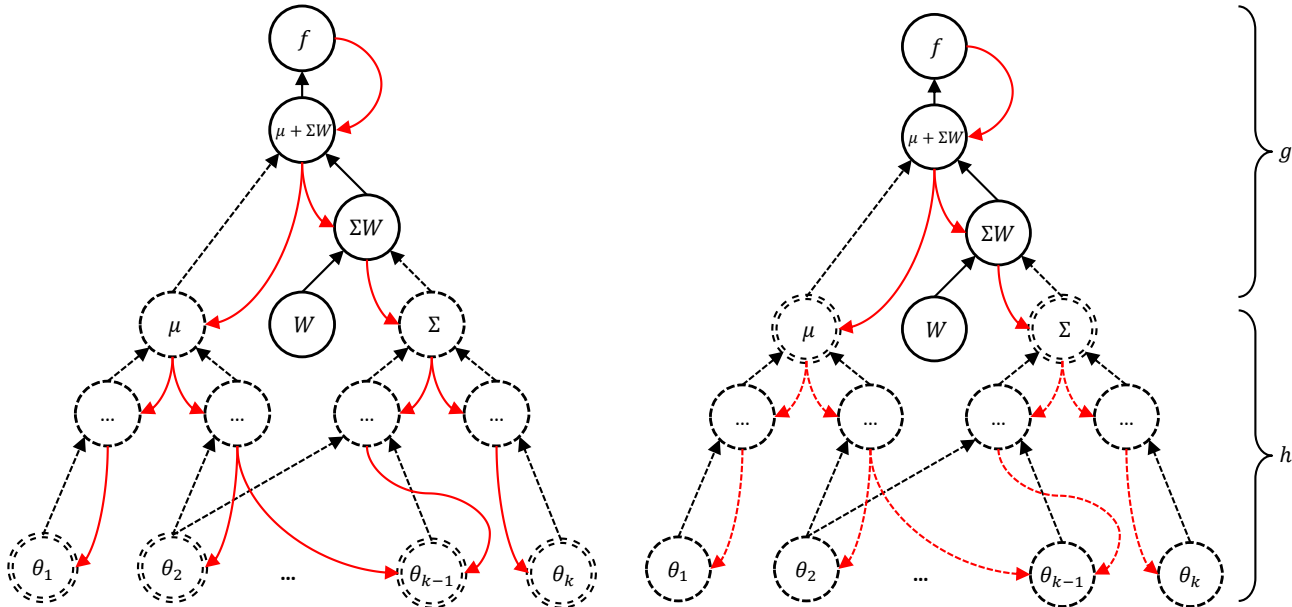 f f
μ + ΣW μ + ΣW g
ΣW ΣW
μ W Σ μ W Σ
... ... ... ... ... ... ... ...
h
θ₁ θ₂ ... θₖ₋₁ θₖ θ₁ θ₂ ... θₖ₋₁ θₖ